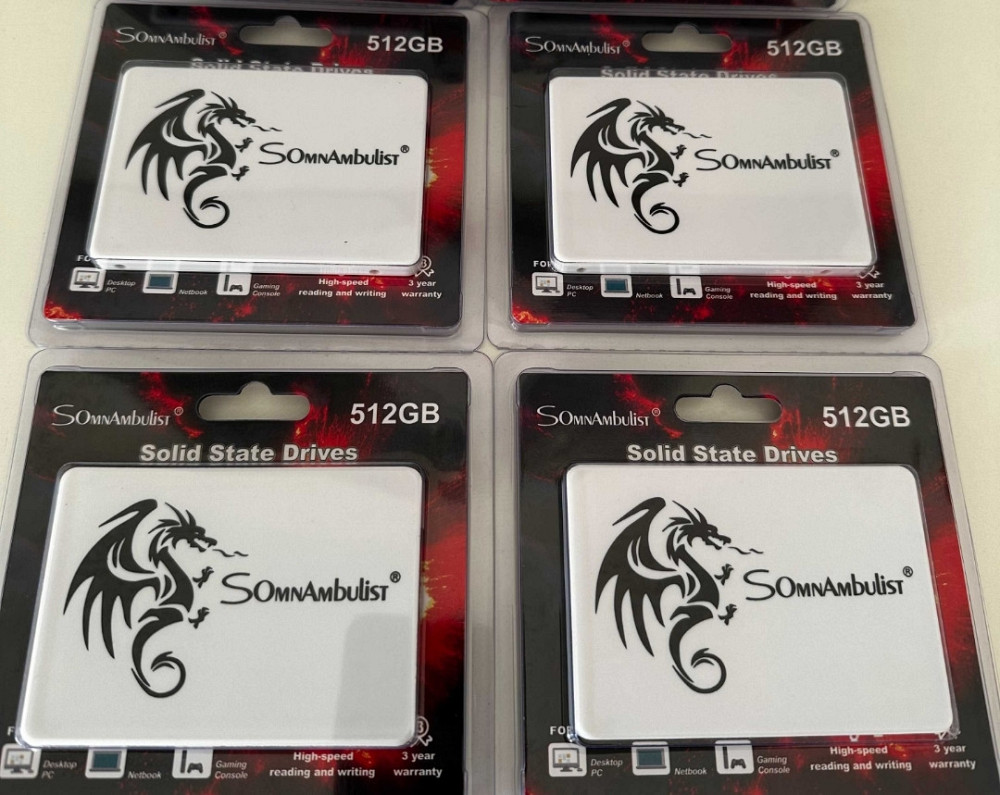 SOMNAMBULIST® 512GB
Solid State Drives
SOMNAMBULIST®
Desktop PC
Netbook
Gaming Console
High-speed reading and writing
3 year warranty
SOMNAMBULIST® 512GB
Solid State Drives
SOMNAMBULIST®
Desktop PC
Netbook
Gaming Console
High-speed reading and writing
3 year warranty
SOMNAMBULIST® 512GB
Solid State Drives
SOMNAMBULIST®
Desktop PC
Netbook
Gaming Console
High-speed reading and writing
3 year warranty
SOMNAMBULIST® 512GB
Solid State Drives
SOMNAMBULIST®
Desktop PC
Netbook
Gaming Console
High-speed reading and writing
3 year warranty